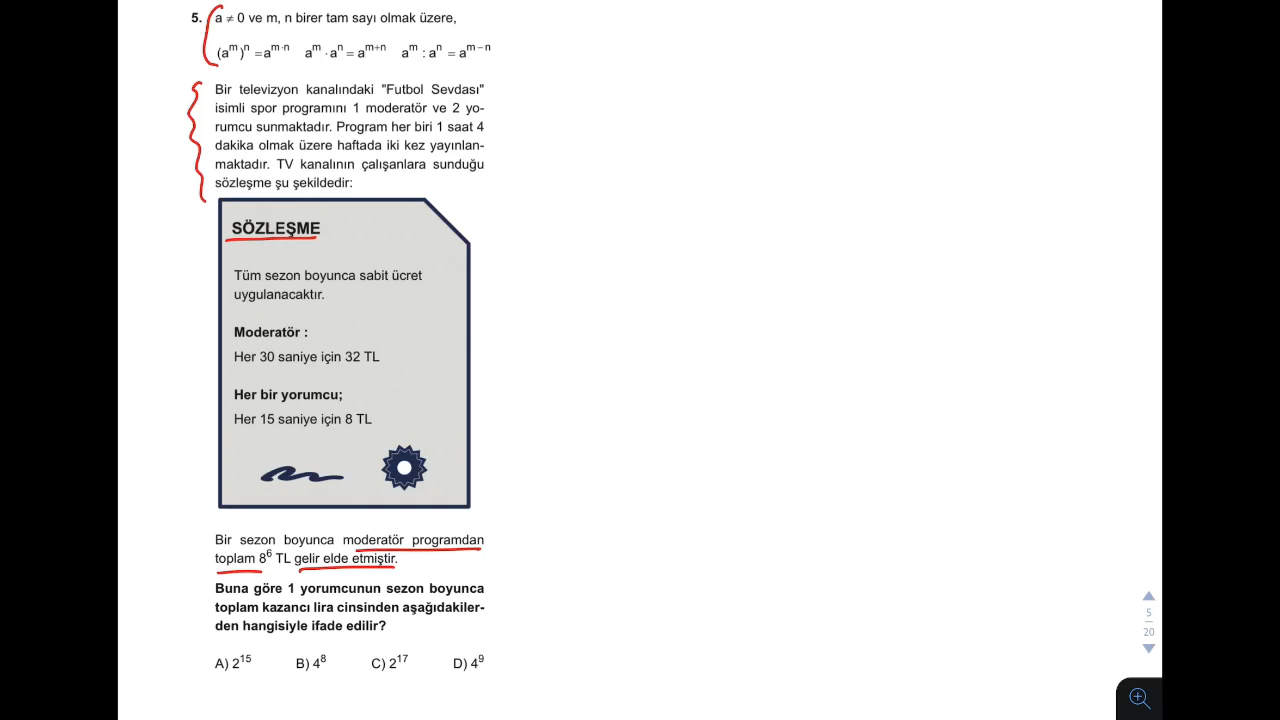 5. a ≠ 0 ve m, n birer tam sayı olmak üzere,
(a^m)^n = a^m·n   a^m · a^n = a^m+n   a^m : a^n = a^m−n
Bir televizyon kanalındaki "Futbol Sevdası"
isimli spor programını 1 moderatör ve 2 yo-
rumcu sunmaktadır. Program her biri 1 saat 4
dakika olmak üzere haftada iki kez yayınlan-
maktadır. TV kanalının çalışanlara sunduğu
sözleşme şu şekildedir:
SÖZLEŞME
Tüm sezon boyunca sabit ücret
uygulanacaktır.
Moderatör :
Her 30 saniye için 32 TL
Her bir yorumcu;
Her 15 saniye için 8 TL
Bir sezon boyunca moderatör programdan
toplam 8^6 TL gelir elde etmiştir.
Buna göre 1 yorumcunun sezon boyunca
toplam kazancı lira cinsinden aşağıdakiler-
den hangisiyle ifade edilir?
A) 2^15   B) 4^8   C) 2^17   D) 4^9
5
20